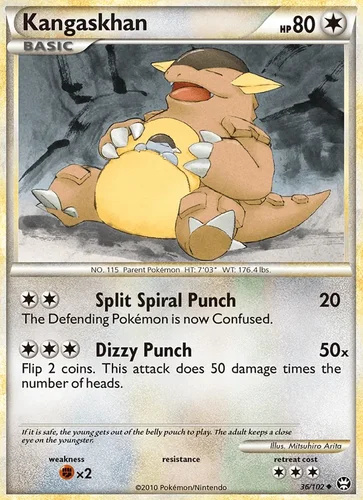 Kangaskhan HP 80
BASIC
NO. 115 Parent Pokémon HT: 7'03" WT: 176.4 lbs.
Split Spiral Punch 20
The Defending Pokémon is now Confused.
Dizzy Punch 50x
Flip 2 coins. This attack does 50 damage times the
number of heads.
If it is safe, the young gets out of the belly pouch to play. The adult keeps a close
eye on the youngster.
Illus. Mitsuhiro Arita
weakness resistance retreat cost
×2
©2010 Pokémon/Nintendo 36/102